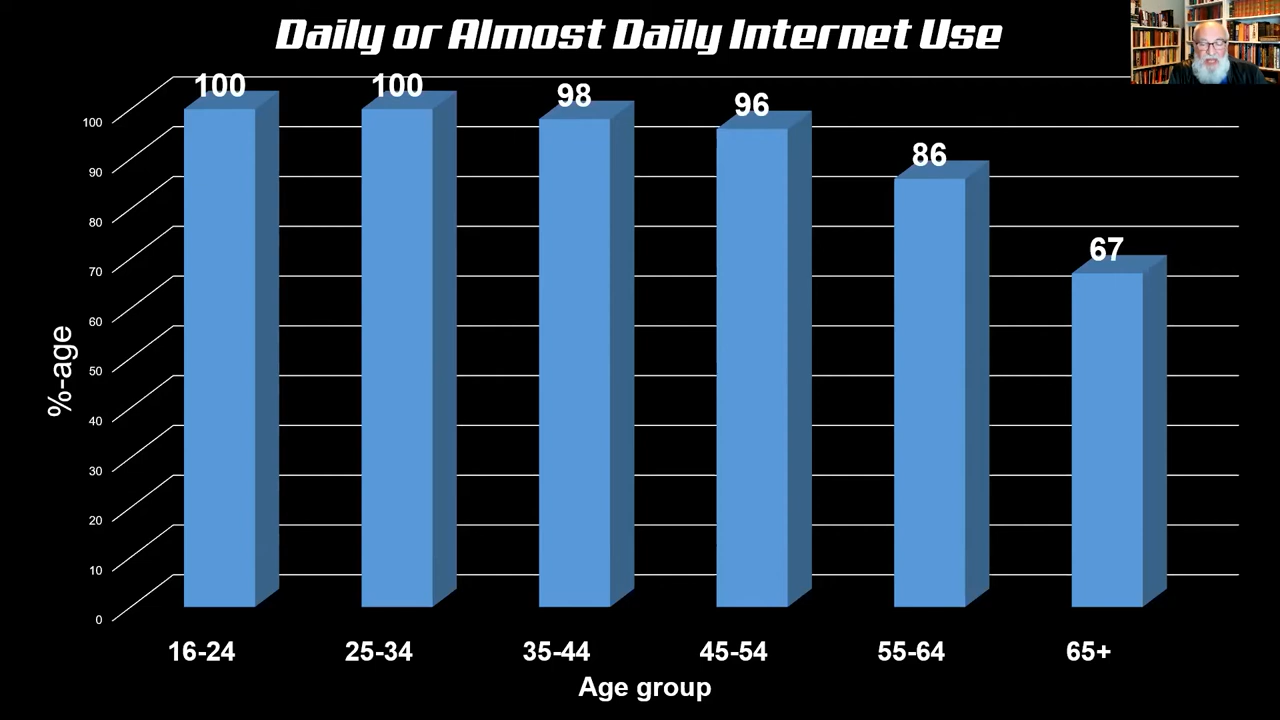 Daily or Almost Daily Internet Use
100 100 98 96 86 67
100
90
80
70
60
50
40
30
20
10
0
%-age
16-24 25-34 35-44 45-54 55-64 65+
Age group